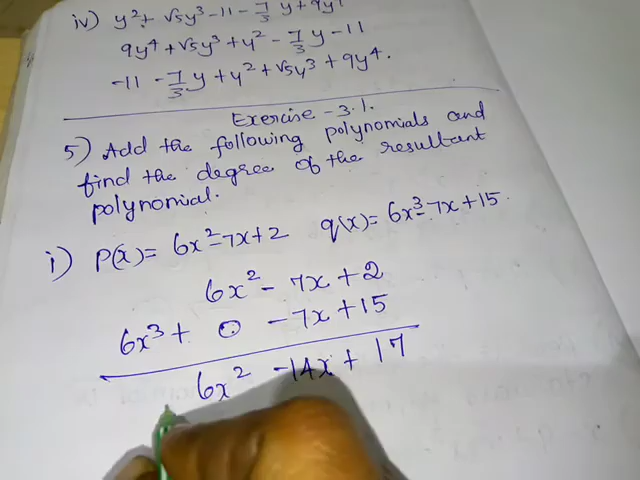 iv) y² + √5y³ - 11 - 7/3 y + 9y⁴
9y⁴ + √5y³ + y² - 7/3 y - 11
-11 - 7/3 y + y² + √5y³ + 9y⁴.
Exercise - 3.1.
5) Add the following polynomials and
find the degree of the resultant
polynomial.
i) P(x) = 6x² - 7x + 2 q(x) = 6x³ - 7x + 15.
6x² - 7x + 2
6x³ + 0 - 7x + 15
6x² - 14x + 17